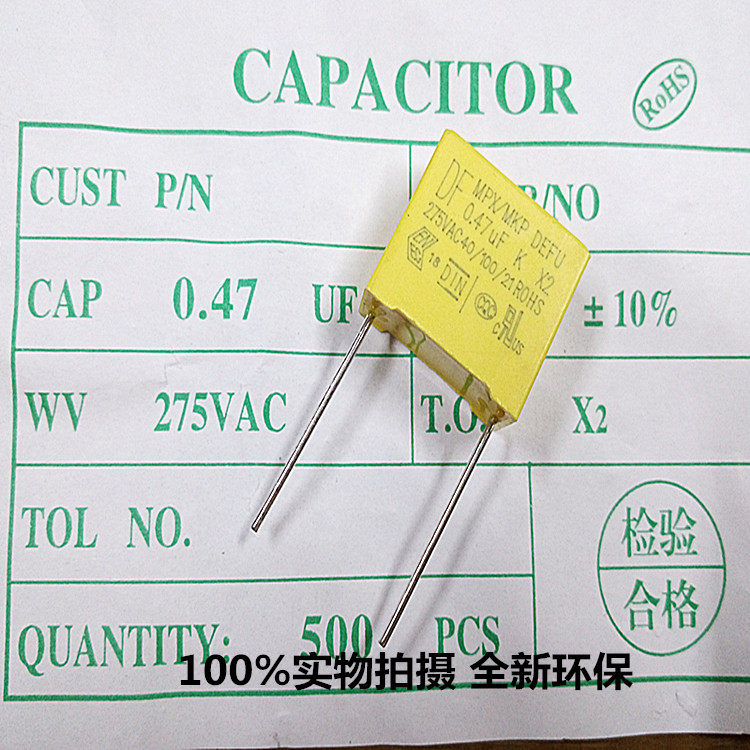 CAPACITOR
RoHS
CUST P/N
P/NO
CAP 0.47 UF
±10%
WV 275VAC
T.O.
X2
TOL NO.
QUANTITY: 500 PCS
检验
合格
DF MPX/MKP DEFU
0.47uF K X2
275VAC40/100/21ROHS
18 DIN
c US
100%实物拍摄 全新环保